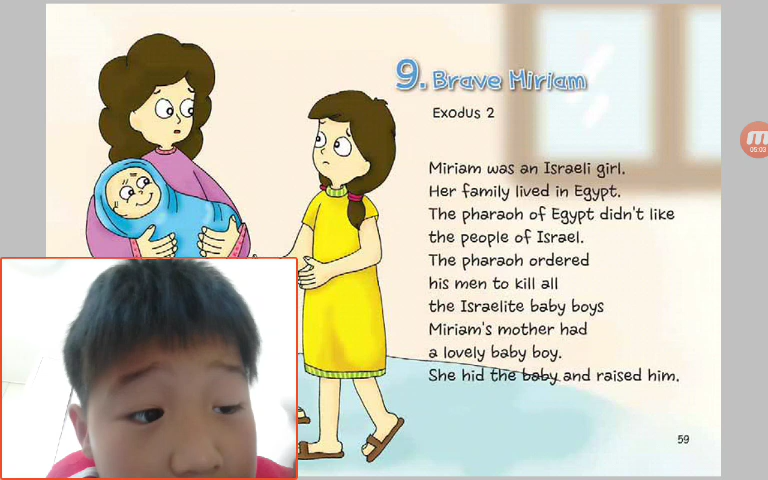 9. Brave Miriam
Exodus 2
Miriam was an Israeli girl.
Her family lived in Egypt.
The pharaoh of Egypt didn't like
the people of Israel.
The pharaoh ordered
his men to kill all
the Israelite baby boys
Miriam's mother had
a lovely baby boy.
She hid the baby and raised him.
59
05:03